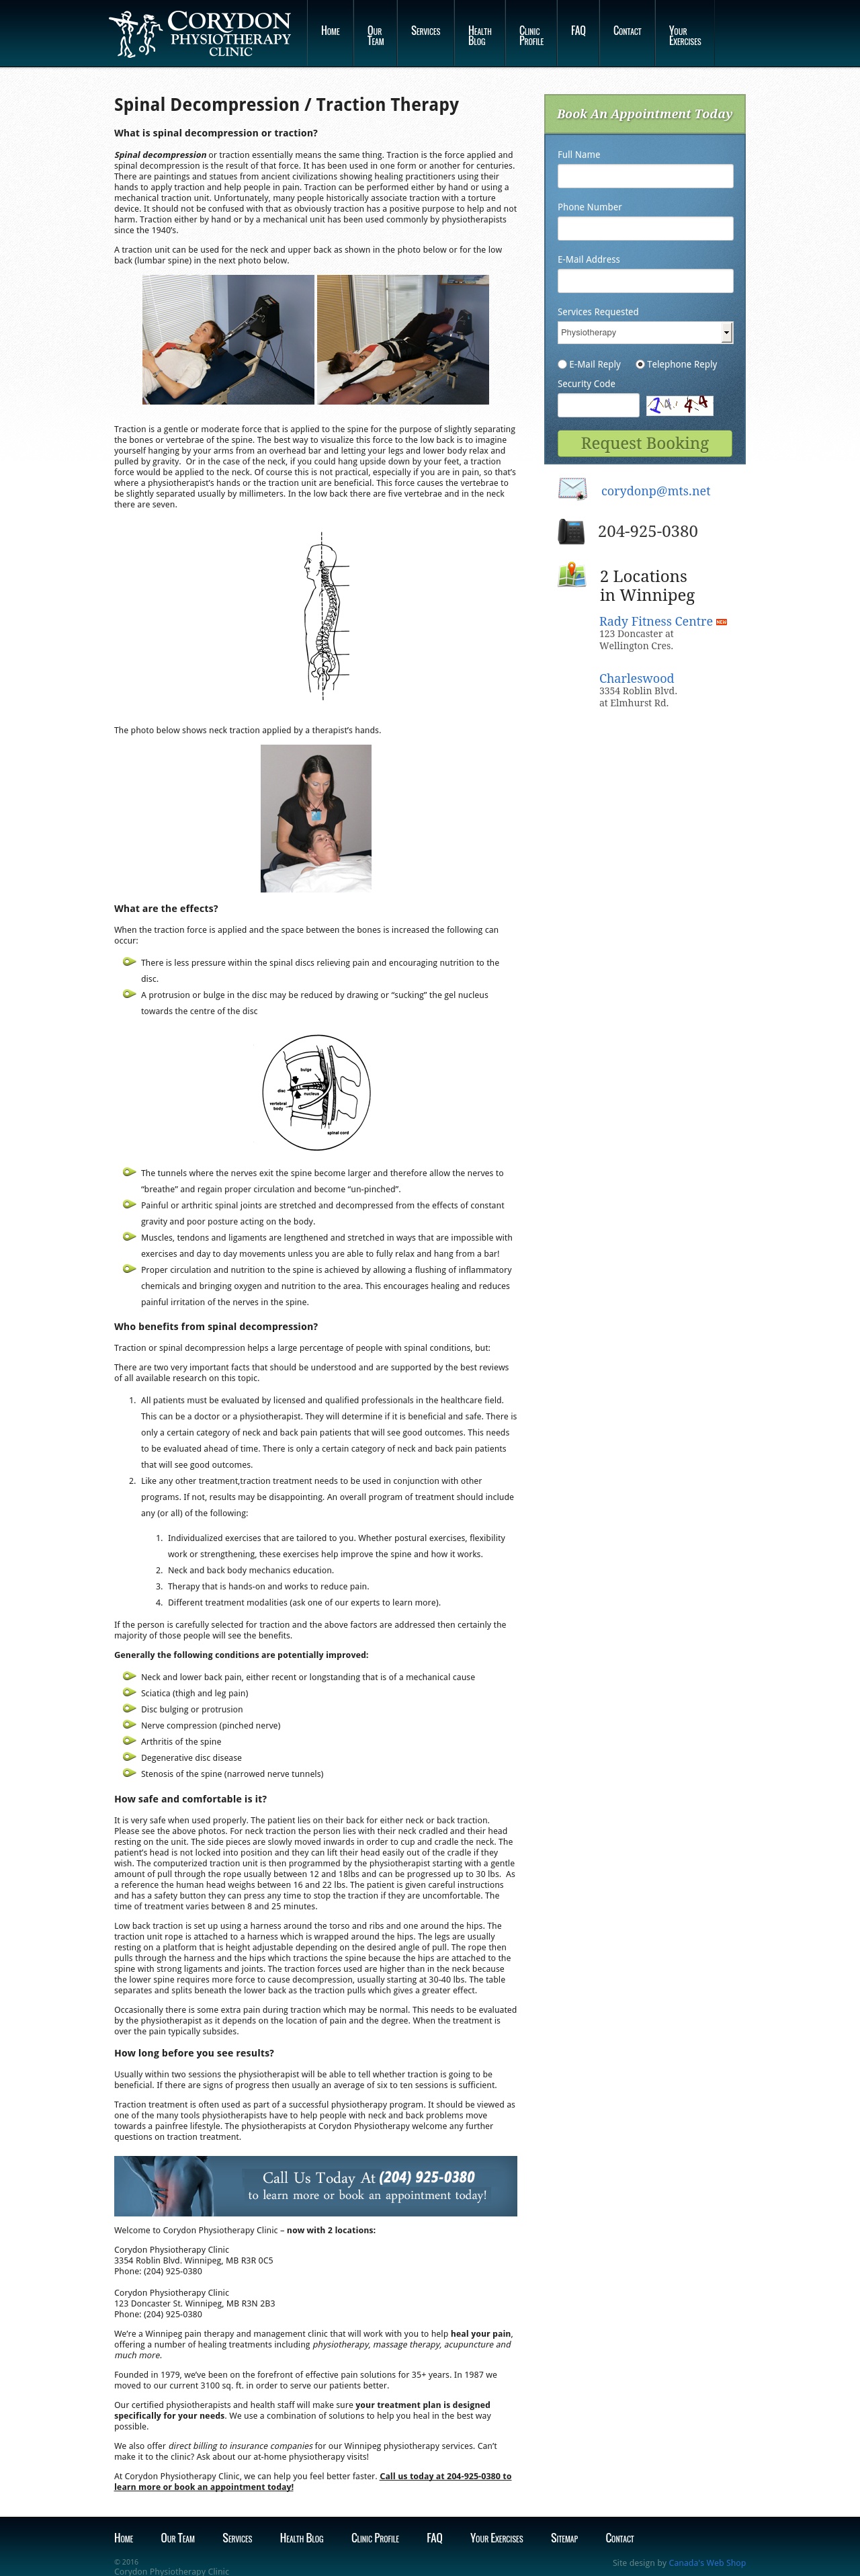 Corydon
Physiotherapy
Clinic
Home
Our
Team
Services
Health
Blog
Clinic
Profile
FAQ
Contact
Your
Exercises
Spinal Decompression / Traction Therapy
What is spinal decompression or traction?
Spinal decompression or traction essentially means the same thing. Traction is the force applied and
spinal decompression is the result of that force. It has been used in one form or another for centuries.
There are paintings and statues from ancient civilizations showing healing practitioners using their
hands to apply traction and help people in pain. Traction can be performed either by hand or using a
mechanical traction unit. Unfortunately, many people historically associate traction with a torture
device. It should not be confused with that as obviously traction has a positive purpose to help and not
harm. Traction either by hand or by a mechanical unit has been used commonly by physiotherapists
since the 1940’s.
A traction unit can be used for the neck and upper back as shown in the photo below or for the low
back (lumbar spine) in the next photo below.
Traction is a gentle or moderate force that is applied to the spine for the purpose of slightly separating
the bones or vertebrae of the spine. The best way to visualize this force to the low back is to imagine
yourself hanging by your arms from an overhead bar and letting your legs and lower body relax and
pulled by gravity.  Or in the case of the neck, if you could hang upside down by your feet, a traction
force would be applied to the neck. Of course this is not practical, especially if you are in pain, so that’s
where a physiotherapist’s hands or the traction unit are beneficial. This force causes the vertebrae to
be slightly separated usually by millimeters. In the low back there are five vertebrae and in the neck
there are seven.
The photo below shows neck traction applied by a therapist’s hands.
What are the effects?
When the traction force is applied and the space between the bones is increased the following can
occur:
There is less pressure within the spinal discs relieving pain and encouraging nutrition to the
disc.
A protrusion or bulge in the disc may be reduced by drawing or “sucking” the gel nucleus
towards the centre of the disc
bulge
disc
nucleus
vertebral
body
spinal cord
The tunnels where the nerves exit the spine become larger and therefore allow the nerves to
“breathe” and regain proper circulation and become “un-pinched”.
Painful or arthritic spinal joints are stretched and decompressed from the effects of constant
gravity and poor posture acting on the body.
Muscles, tendons and ligaments are lengthened and stretched in ways that are impossible with
exercises and day to day movements unless you are able to fully relax and hang from a bar!
Proper circulation and nutrition to the spine is achieved by allowing a flushing of inflammatory
chemicals and bringing oxygen and nutrition to the area. This encourages healing and reduces
painful irritation of the nerves in the spine.
Who benefits from spinal decompression?
Traction or spinal decompression helps a large percentage of people with spinal conditions, but:
There are two very important facts that should be understood and are supported by the best reviews
of all available research on this topic.
1. All patients must be evaluated by licensed and qualified professionals in the healthcare field.
This can be a doctor or a physiotherapist. They will determine if it is beneficial and safe. There is
only a certain category of neck and back pain patients that will see good outcomes. This needs
to be evaluated ahead of time. There is only a certain category of neck and back pain patients
that will see good outcomes.
2. Like any other treatment,traction treatment needs to be used in conjunction with other
programs. If not, results may be disappointing. An overall program of treatment should include
any (or all) of the following:
1. Individualized exercises that are tailored to you. Whether postural exercises, flexibility
work or strengthening, these exercises help improve the spine and how it works.
2. Neck and back body mechanics education.
3. Therapy that is hands-on and works to reduce pain.
4. Different treatment modalities (ask one of our experts to learn more).
If the person is carefully selected for traction and the above factors are addressed then certainly the
majority of those people will see the benefits.
Generally the following conditions are potentially improved:
Neck and lower back pain, either recent or longstanding that is of a mechanical cause
Sciatica (thigh and leg pain)
Disc bulging or protrusion
Nerve compression (pinched nerve)
Arthritis of the spine
Degenerative disc disease
Stenosis of the spine (narrowed nerve tunnels)
How safe and comfortable is it?
It is very safe when used properly. The patient lies on their back for either neck or back traction.
Please see the above photos. For neck traction the person lies with their neck cradled and their head
resting on the unit. The side pieces are slowly moved inwards in order to cup and cradle the neck. The
patient’s head is not locked into position and they can lift their head easily out of the cradle if they
wish. The computerized traction unit is then programmed by the physiotherapist starting with a gentle
amount of pull through the rope usually between 12 and 18lbs and can be progressed up to 30 lbs.  As
a reference the human head weighs between 16 and 22 lbs. The patient is given careful instructions
and has a safety button they can press any time to stop the traction if they are uncomfortable. The
time of treatment varies between 8 and 25 minutes.
Low back traction is set up using a harness around the torso and ribs and one around the hips. The
traction unit rope is attached to a harness which is wrapped around the hips. The legs are usually
resting on a platform that is height adjustable depending on the desired angle of pull. The rope then
pulls through the harness and the hips which tractions the spine because the hips are attached to the
spine with strong ligaments and joints. The traction forces used are higher than in the neck because
the lower spine requires more force to cause decompression, usually starting at 30-40 lbs. The table
separates and splits beneath the lower back as the traction pulls which gives a greater effect.
Occasionally there is some extra pain during traction which may be normal. This needs to be evaluated
by the physiotherapist as it depends on the location of pain and the degree. When the treatment is
over the pain typically subsides.
How long before you see results?
Usually within two sessions the physiotherapist will be able to tell whether traction is going to be
beneficial. If there are signs of progress then usually an average of six to ten sessions is sufficient.
Traction treatment is often used as part of a successful physiotherapy program. It should be viewed as
one of the many tools physiotherapists have to help people with neck and back problems move
towards a painfree lifestyle. The physiotherapists at Corydon Physiotherapy welcome any further
questions on traction treatment.
Call Us Today At (204) 925-0380
to learn more or book an appointment today!
Welcome to Corydon Physiotherapy Clinic – now with 2 locations:
Corydon Physiotherapy Clinic
3354 Roblin Blvd. Winnipeg, MB R3R 0C5
Phone: (204) 925-0380
Corydon Physiotherapy Clinic
123 Doncaster St. Winnipeg, MB R3N 2B3
Phone: (204) 925-0380
We’re a Winnipeg pain therapy and management clinic that will work with you to help heal your pain,
offering a number of healing treatments including physiotherapy, massage therapy, acupuncture and
much more.
Founded in 1979, we’ve been on the forefront of effective pain solutions for 35+ years. In 1987 we
moved to our current 3100 sq. ft. in order to serve our patients better.
Our certified physiotherapists and health staff will make sure your treatment plan is designed
specifically for your needs. We use a combination of solutions to help you heal in the best way
possible.
We also offer direct billing to insurance companies for our Winnipeg physiotherapy services. Can’t
make it to the clinic? Ask about our at-home physiotherapy visits!
At Corydon Physiotherapy Clinic, we can help you feel better faster. Call us today at 204-925-0380 to
learn more or book an appointment today!
Book An Appointment Today
Full Name
Phone Number
E-Mail Address
Services Requested
Physiotherapy
E-Mail Reply Telephone Reply
Security Code
Request Booking
corydonp@mts.net
204-925-0380
2 Locations
in Winnipeg
Rady Fitness Centre NEW
123 Doncaster at
Wellington Cres.
Charleswood
3354 Roblin Blvd.
at Elmhurst Rd.
Home Our Team Services Health Blog Clinic Profile FAQ Your Exercises Sitemap Contact
© 2016
Corydon Physiotherapy Clinic
Site design by Canada's Web Shop